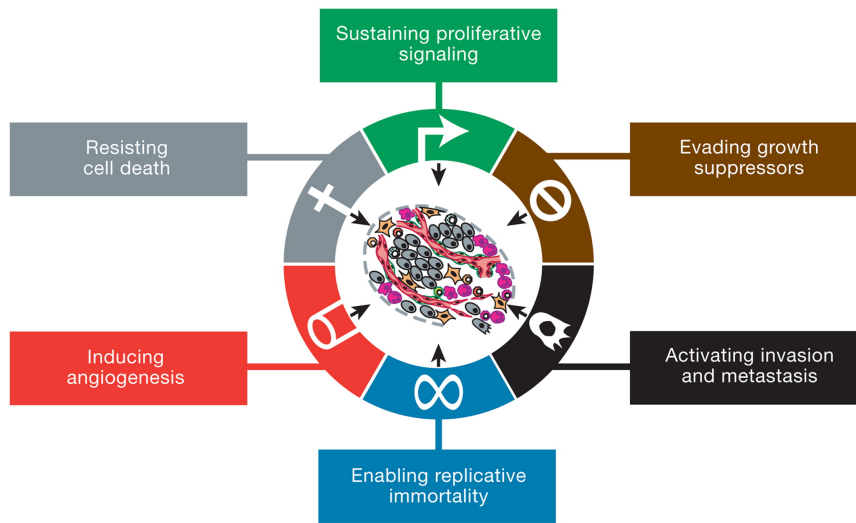 Sustaining proliferative
signaling
Resisting
cell death
Evading growth
suppressors
Inducing
angiogenesis
Activating invasion
and metastasis
Enabling replicative
immortality